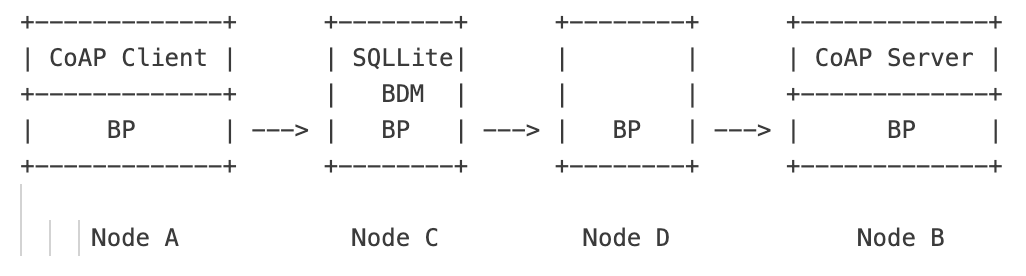 +-------------+      +--------+      +--------+      +-------------+
| CoAP Client |      | SQLLite|      |        |      | CoAP Server |
+-------------+      |   BDM  |      |        |      +-------------+
|     BP      | ---> |   BP   | ---> |   BP   | ---> |      BP     |
+-------------+      +--------+      +--------+      +-------------+
Node A            Node C          Node D             Node B